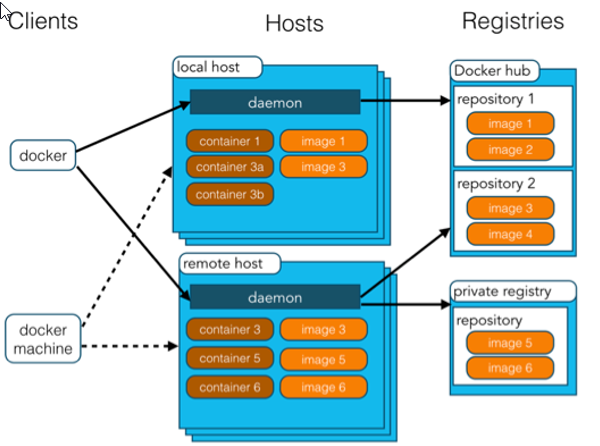 Clients
Hosts
Registries
local host
daemon
container 1
image 1
container 3a
image 3
container 3b
docker
docker
machine
remote host
daemon
container 3
image 3
container 5
image 5
container 6
image 6
Docker hub
repository 1
image 1
image 2
repository 2
image 3
image 4
private registry
repository
image 5
image 6